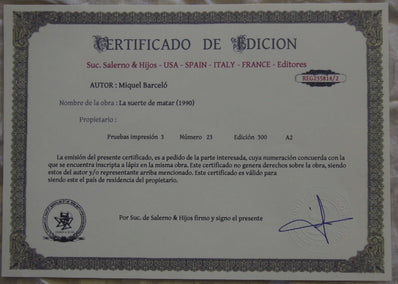 CERTIFICADO DE EDICION
Suc. Salerno & Hijos - USA - SPAIN - ITALY - FRANCE - Editores
REG235814/2
AUTOR : Miquel Barceló
Nombre de la obra : La suerte de matar (1990)
Propietario :
Pruebas impresión 3 Número 23 Edición 500 A2
La emisión del presente certificado, es a pedido de la parte interesada, cuya numeración concuerda con la
que se encuentra inscripta a lápiz en la misma obra. Este certificado no genera derechos sobre la obra, siendo
estos del autor y/o representante arriba mencionado. Este certificado es válido para
siendo este el país de residencia del propietario.
Por Suc. de Salerno & Hijos firmo y signo el presente